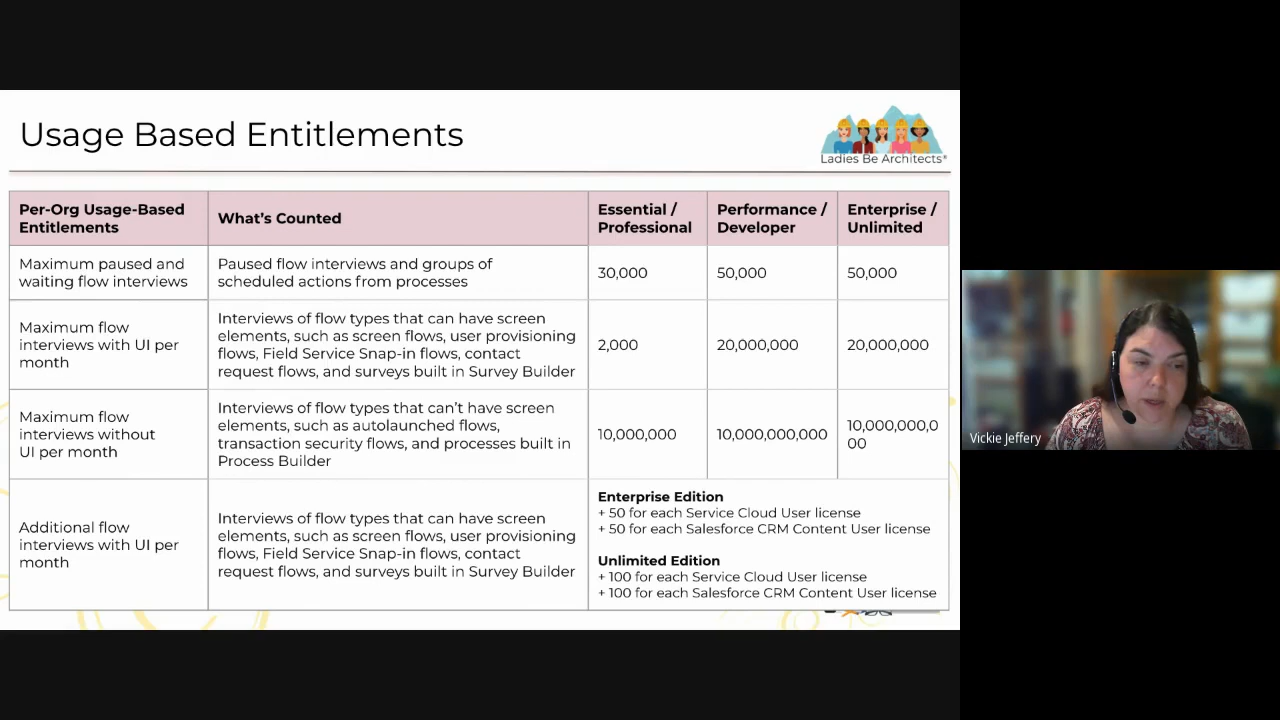 Usage Based Entitlements
Ladies Be Architects*
Per-Org Usage-Based
Entitlements
What's Counted
Essential /
Professional
Performance /
Developer
Enterprise /
Unlimited
Maximum paused and
waiting flow interviews
Paused flow interviews and groups of
scheduled actions from processes
30,000
50,000
50,000
Maximum flow
interviews with UI per
month
Interviews of flow types that can have screen
elements, such as screen flows, user provisioning
flows, Field Service Snap-in flows, contact
request flows, and surveys built in Survey Builder
2,000
20,000,000
20,000,000
Maximum flow
interviews without
UI per month
Interviews of flow types that can't have screen
elements, such as autolaunched flows,
transaction security flows, and processes built in
Process Builder
10,000,000
10,000,000,000
10,000,000,0
00
Additional flow
interviews with UI per
month
Interviews of flow types that can have screen
elements, such as screen flows, user provisioning
flows, Field Service Snap-in flows, contact
request flows, and surveys built in Survey Builder
Enterprise Edition
+ 50 for each Service Cloud User license
+ 50 for each Salesforce CRM Content User license
Unlimited Edition
+ 100 for each Service Cloud User license
+ 100 for each Salesforce CRM Content User license
Vickie Jeffery